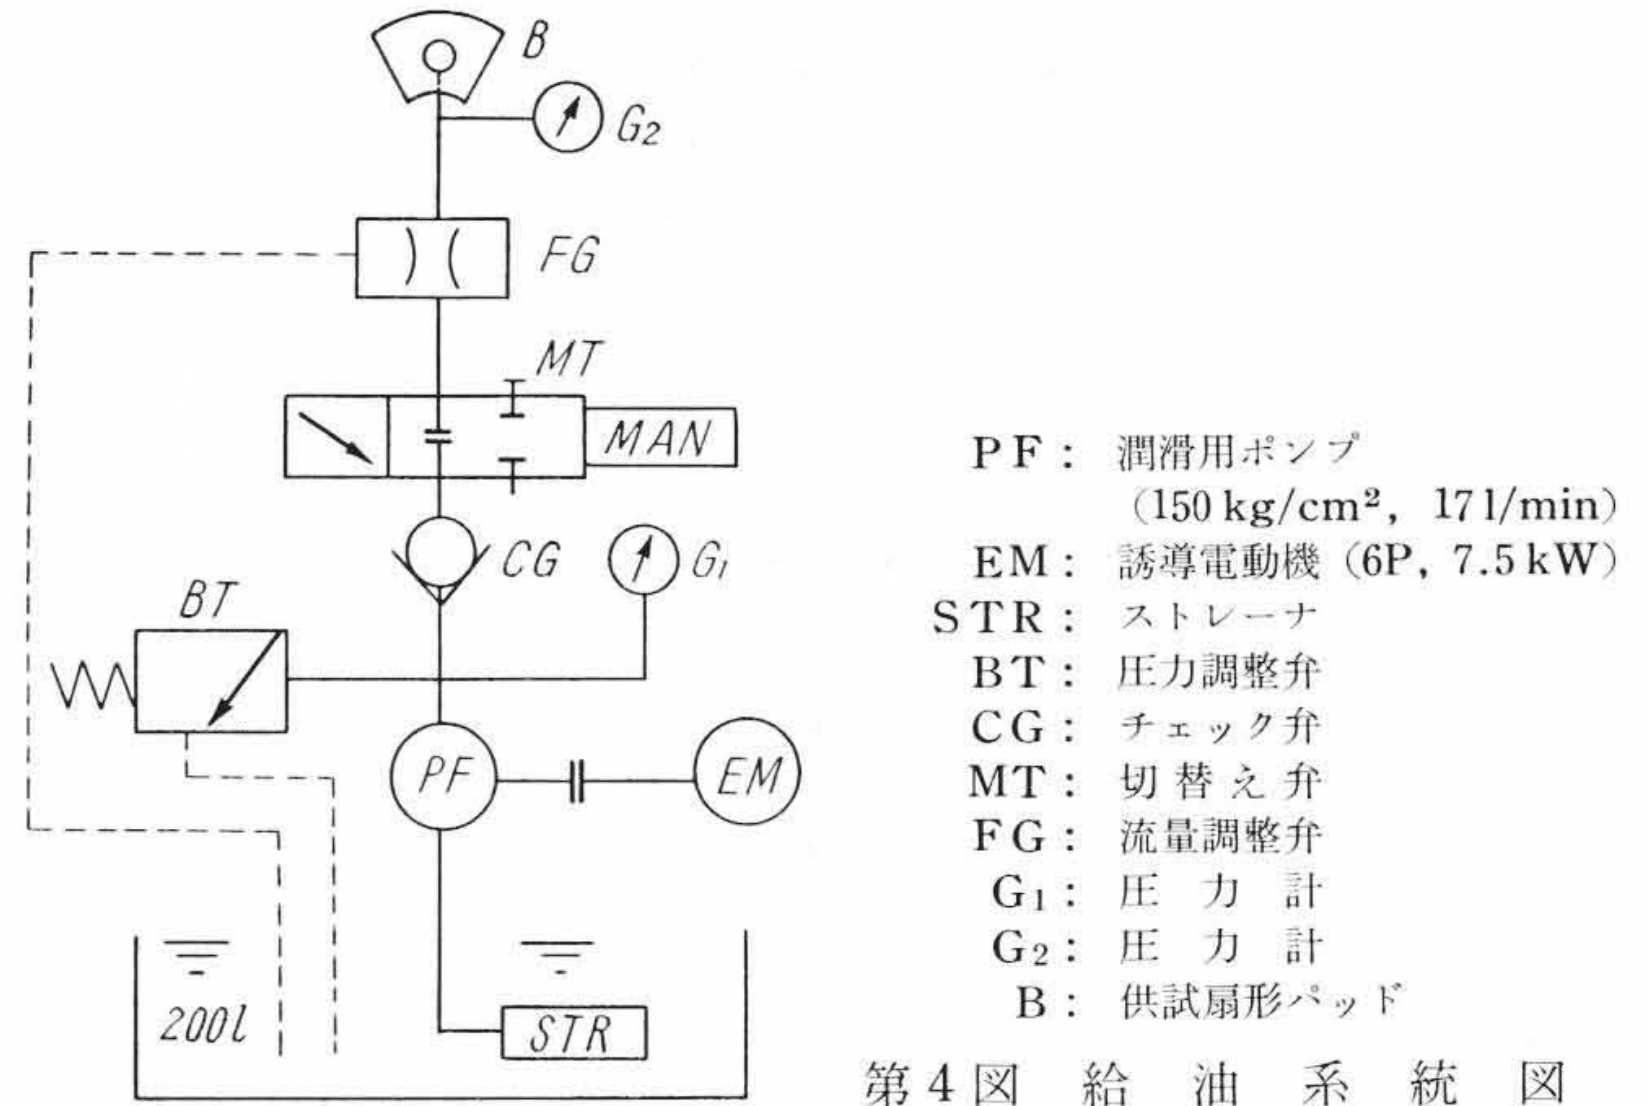 B
G2
FG
MT
MAN
CG
G1
BT
PF
EM
200l
STR
PF： 潤滑用ポンプ
（150 kg/cm²， 17 l/min）
EM： 誘導電動機（6P，7.5 kW）
STR： ストレーナ
BT： 圧力調整弁
CG： チェック弁
MT： 切替え弁
FG： 流量調整弁
G1： 圧力計
G2： 圧力計
B： 供試扇形パッド
第4図 給油系統図